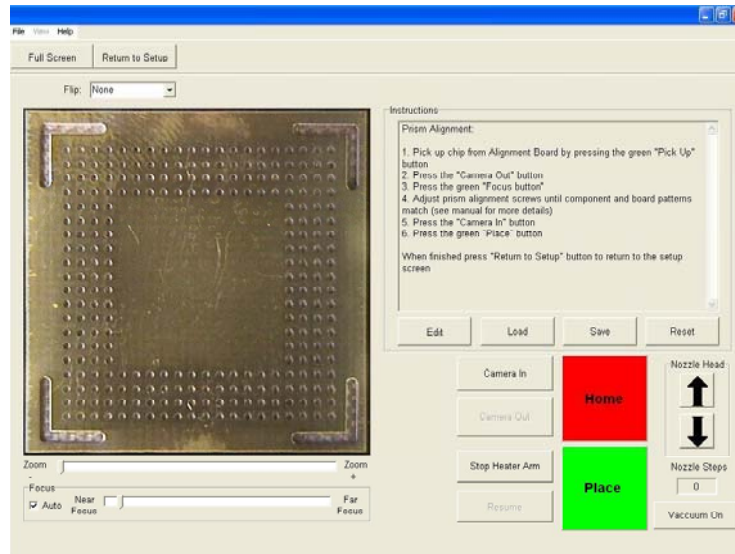 File View Help
Full Screen
Return to Setup
Flip: None
Instructions
Prism Alignment:
1. Pick up chip from Alignment Board by pressing the green "Pick Up"
button
2. Press the "Camera Out" button
3. Press the green "Focus button"
4. Adjust prism alignment screws until component and board patterns
match (see manual for more details)
5. Press the "Camera In" button
6. Press the green "Place" button
When finished press "Return to Setup" button to return to the setup
screen
Edit
Load
Save
Reset
Camera In
Camera Out
Home
Nozzle Head
Zoom
-
Zoom
+
Focus
Auto
Near
Focus
Far
Focus
Stop Heater Arm
Resume
Place
Nozzle Steps
0
Vaccuum On